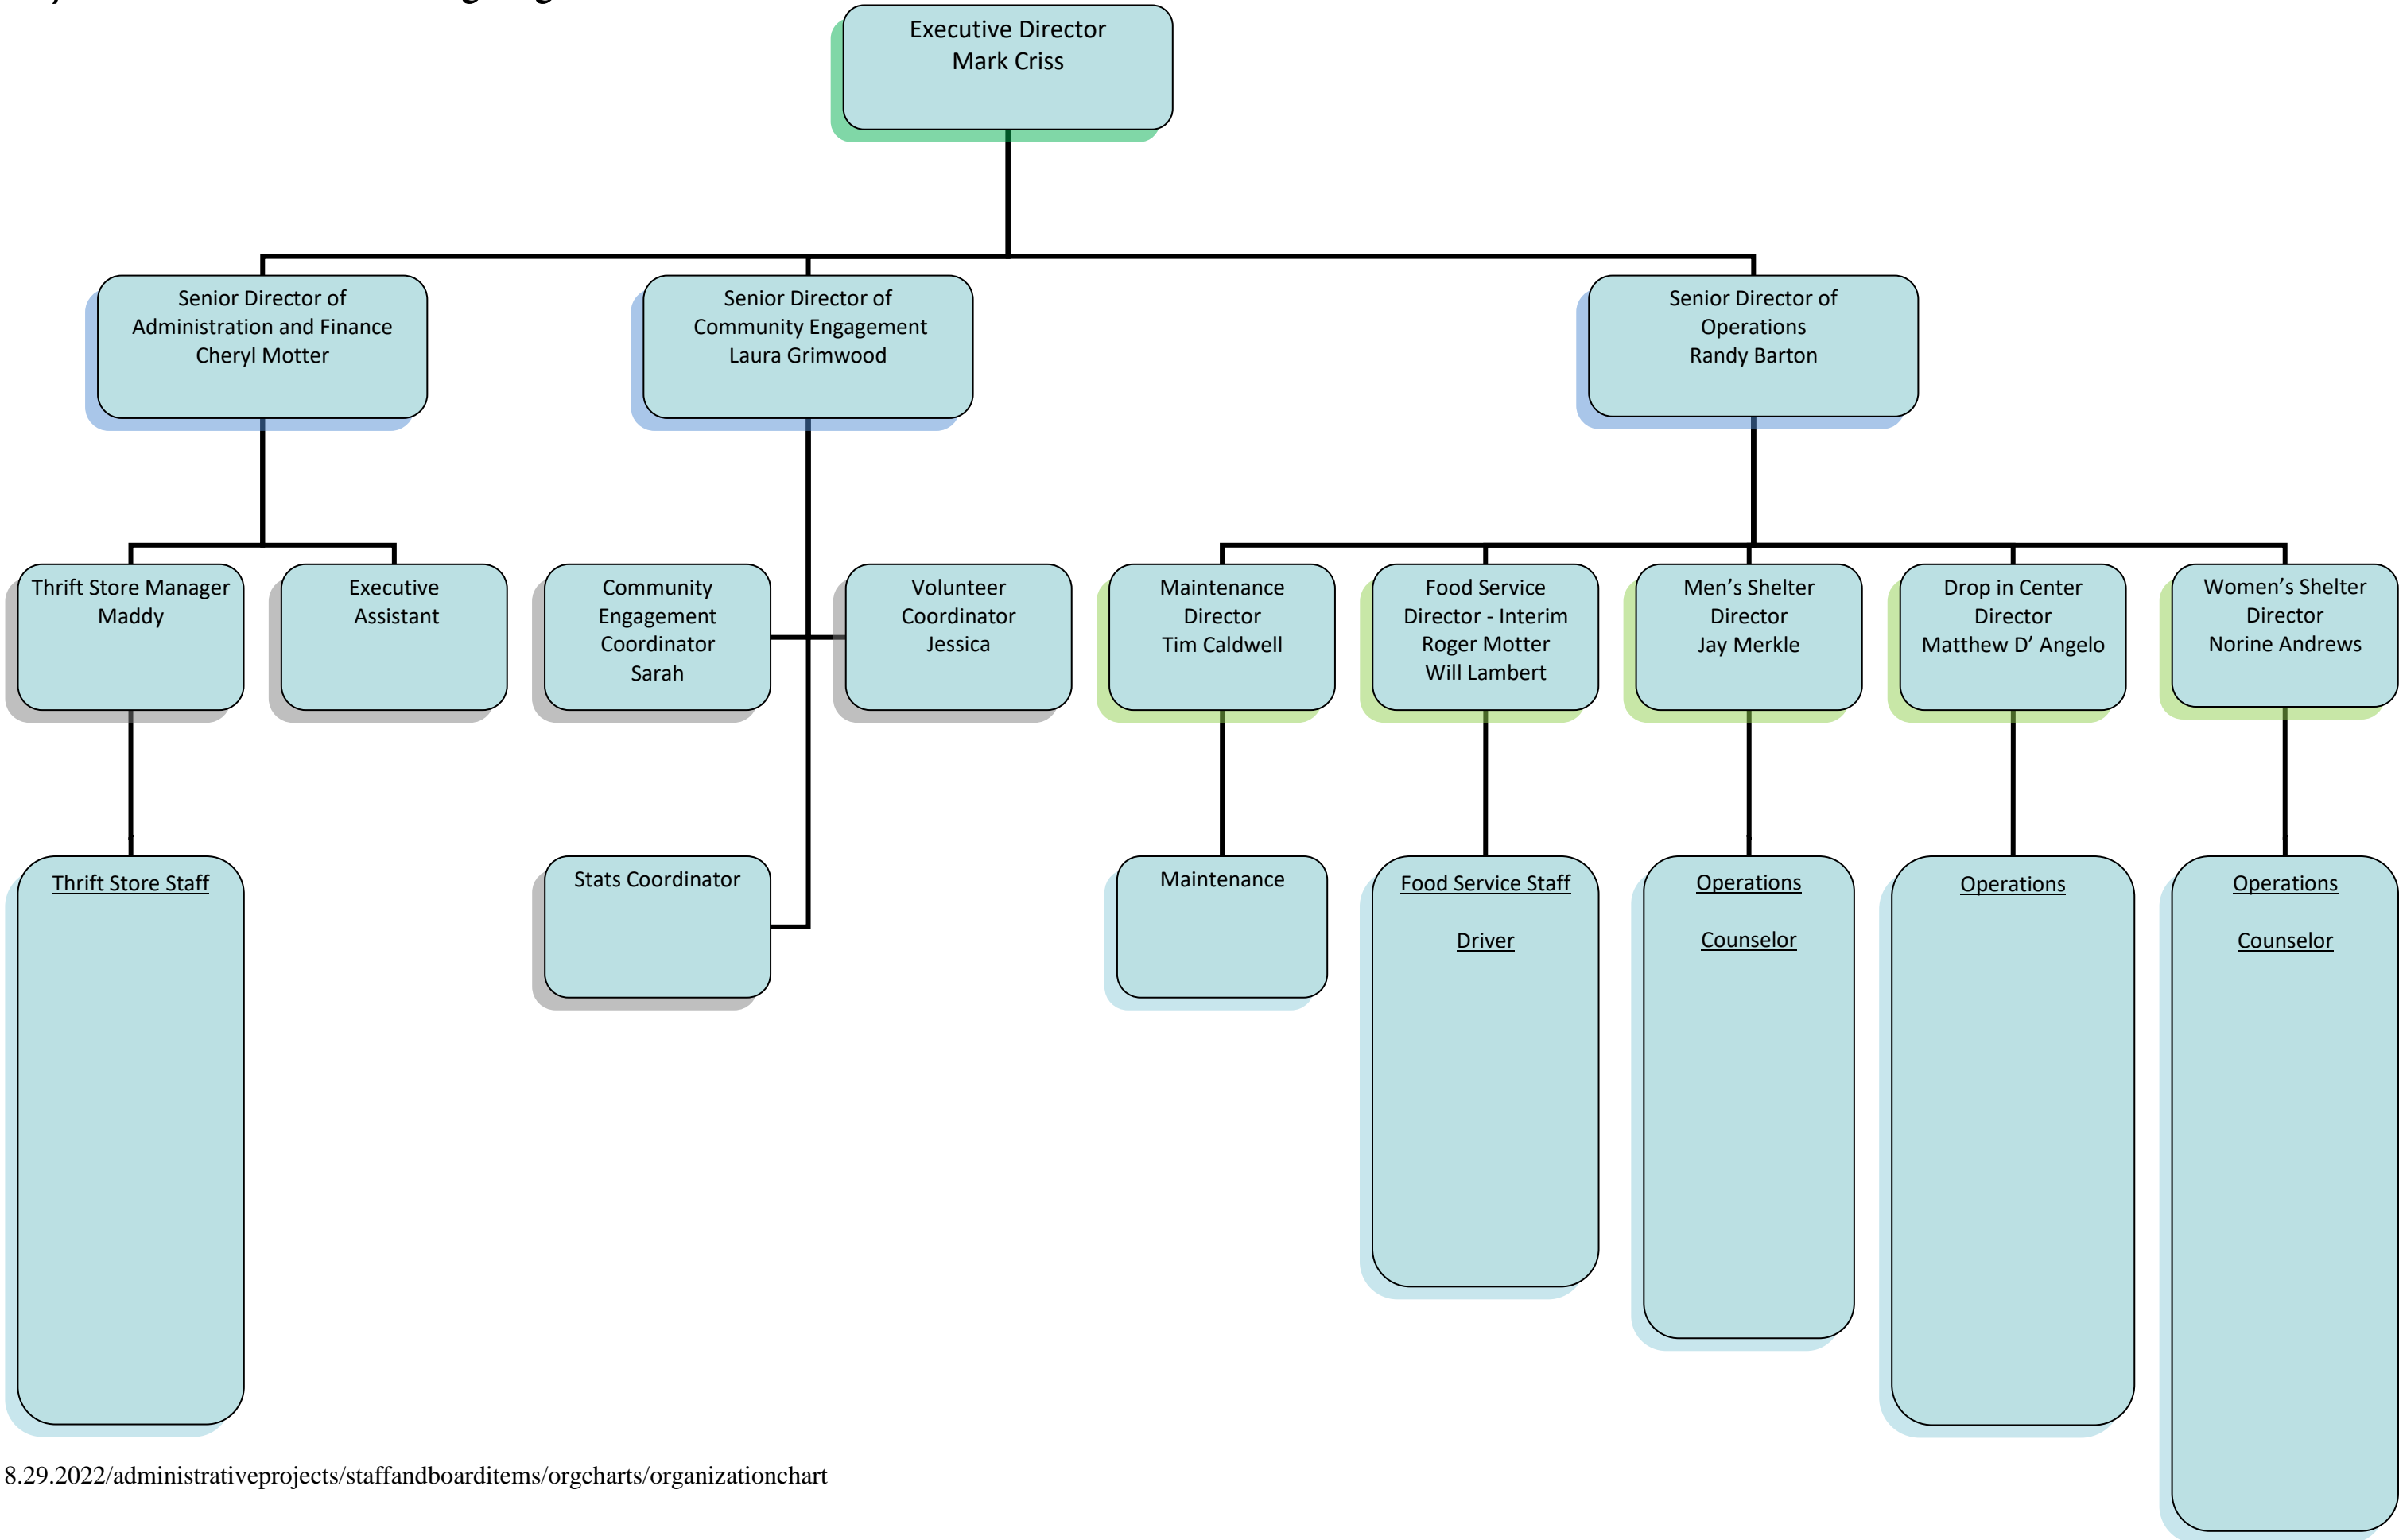 Executive Director
Mark Criss
Senior Director of
Administration and Finance
Cheryl Motter
Senior Director of
Community Engagement
Laura Grimwood
Senior Director of
Operations
Randy Barton
Thrift Store Manager
Maddy
Executive
Assistant
Community
Engagement
Coordinator
Sarah
Volunteer
Coordinator
Jessica
Maintenance
Director
Tim Caldwell
Food Service
Director - Interim
Roger Motter
Will Lambert
Men’s Shelter
Director
Jay Merkle
Drop in Center
Director
Matthew D’ Angelo
Women’s Shelter
Director
Norine Andrews
Thrift Store Staff
Stats Coordinator
Maintenance
Food Service Staff
Driver
Operations
Counselor
Operations
Operations
Counselor
8.29.2022/administrativeprojects/staffandboarditems/orgcharts/organizationchart